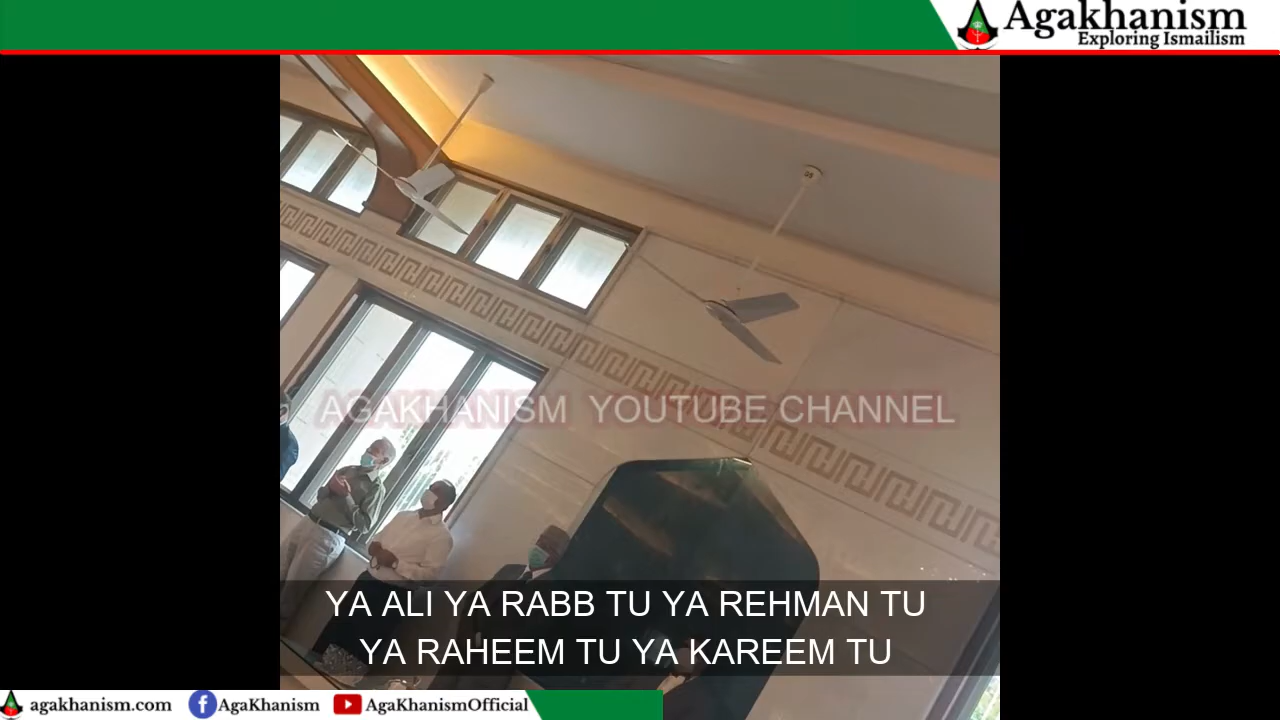 Agakhanism
Exploring Ismailism
AGAKHANISM YOUTUBE CHANNEL
YA ALI YA RABB TU YA REHMAN TU
YA RAHEEM TU YA KAREEM TU
agakhanism.com AgaKhanism AgaKhanismOfficial